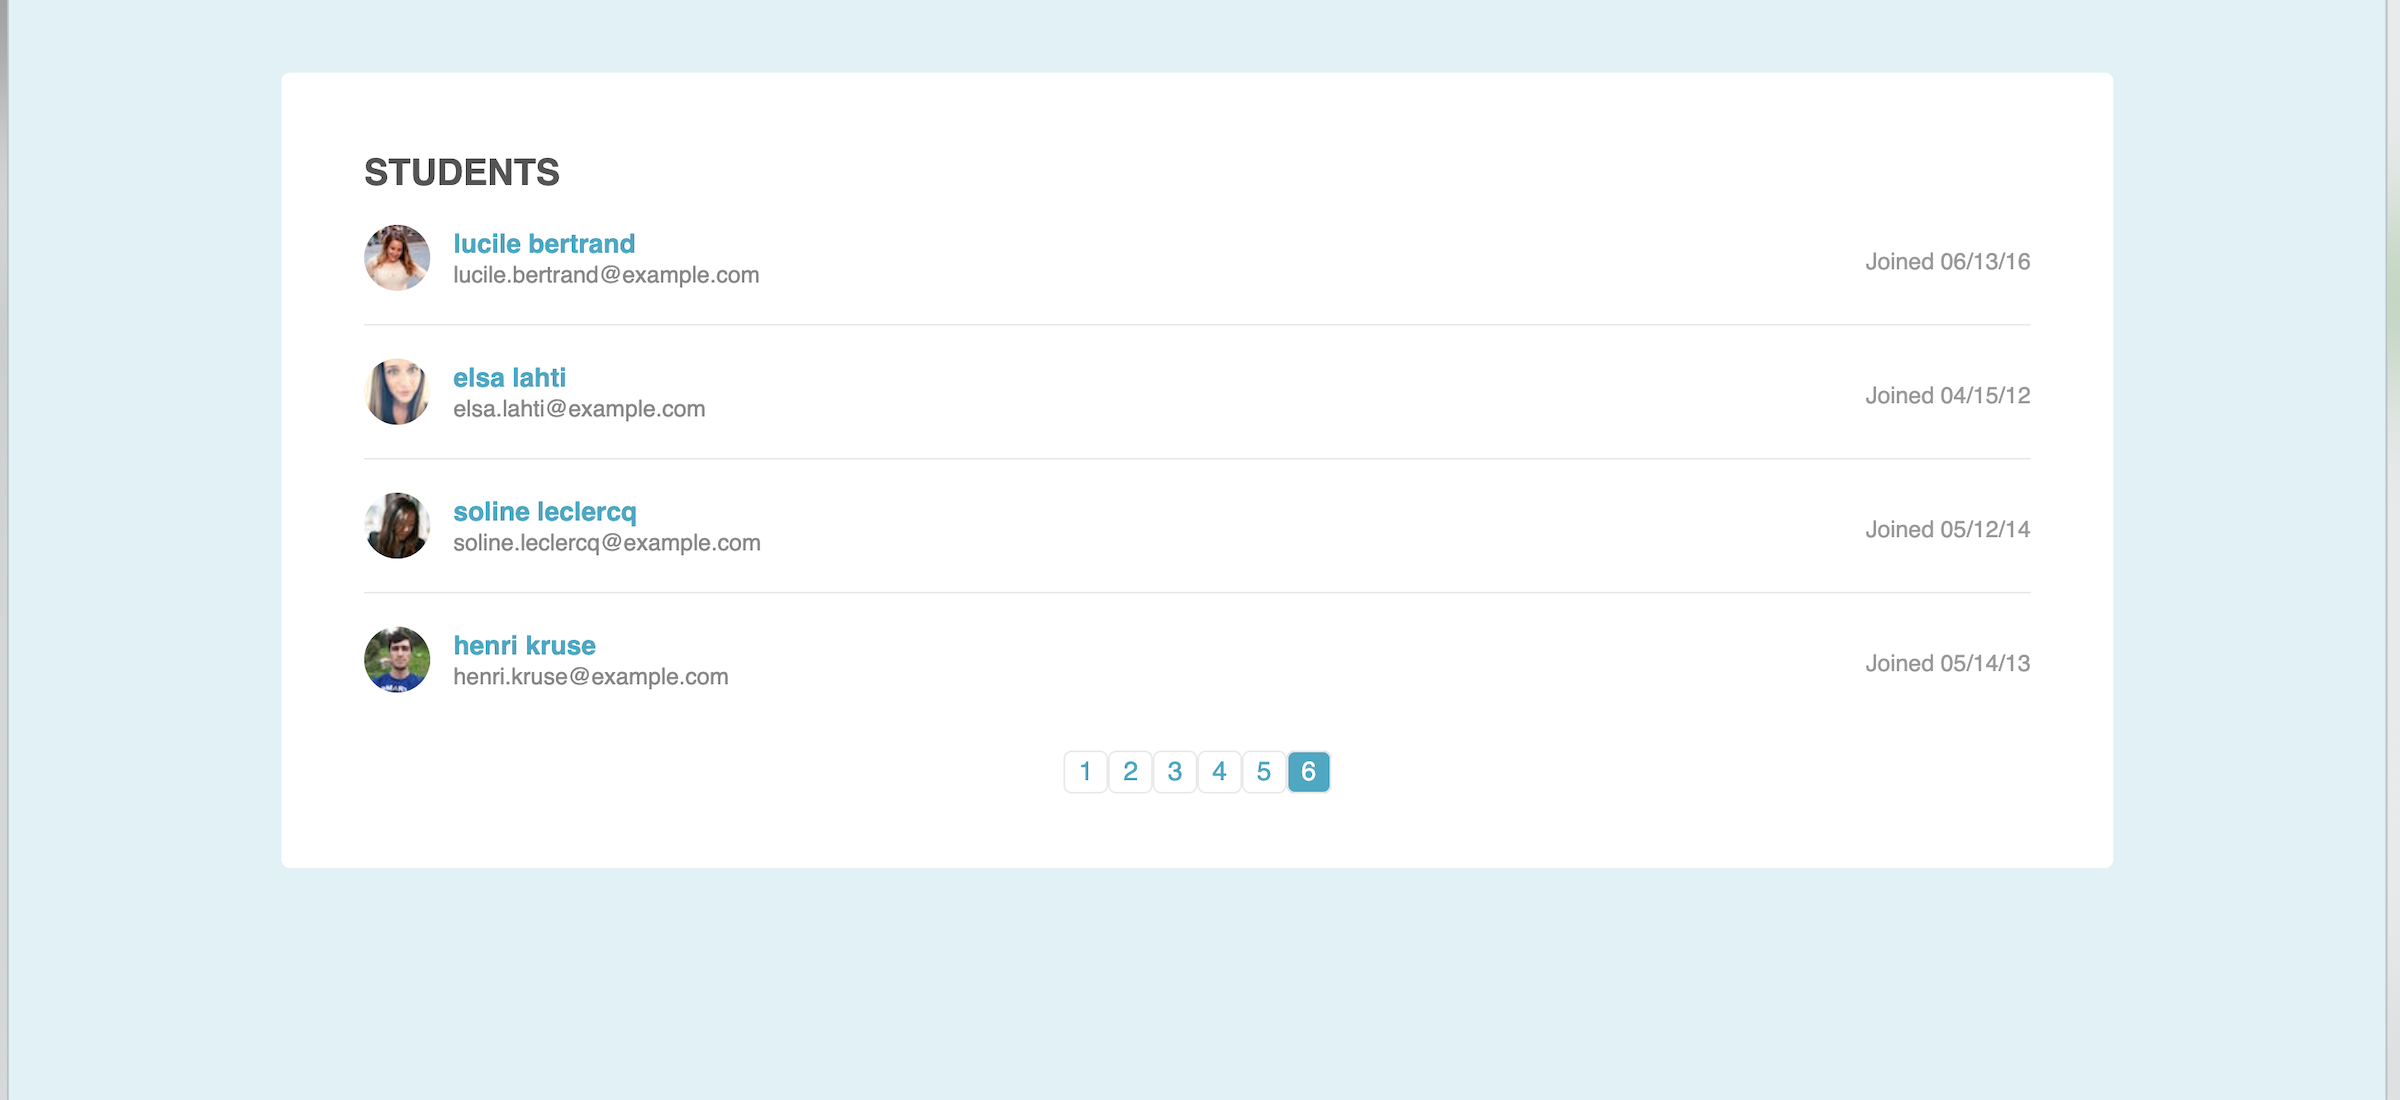 STUDENTS
lucile bertrand
lucile.bertrand@example.com
Joined 06/13/16
elsa lahti
elsa.lahti@example.com
Joined 04/15/12
soline leclercq
soline.leclercq@example.com
Joined 05/12/14
henri kruse
henri.kruse@example.com
Joined 05/14/13
1 2 3 4 5 6